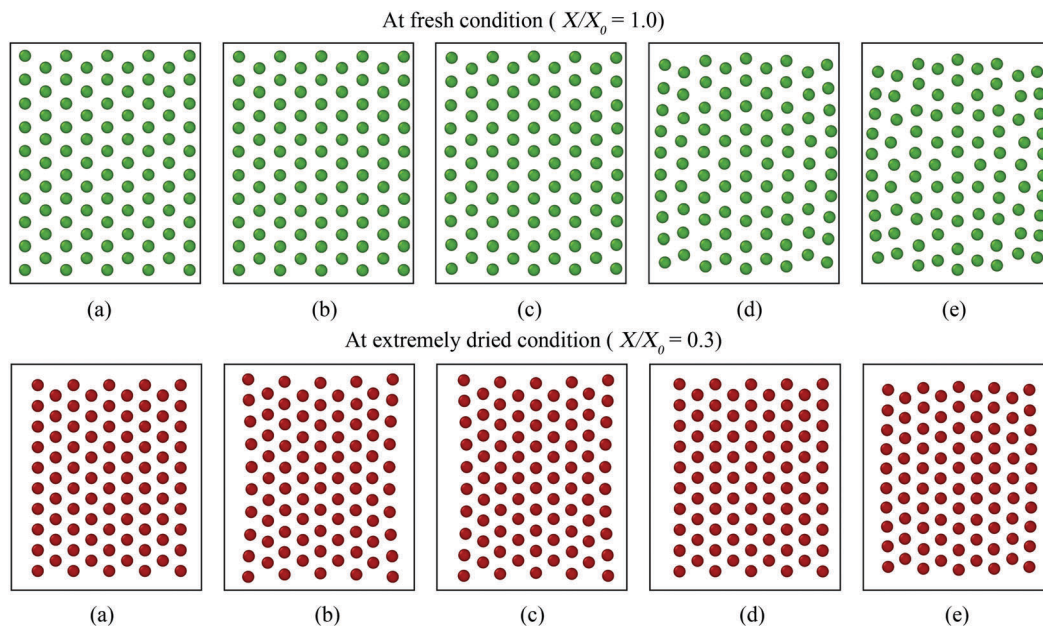 At fresh condition ( X/X₀ = 1.0)
(a) (b) (c) (d) (e)
At extremely dried condition ( X/X₀ = 0.3)
(a) (b) (c) (d) (e)